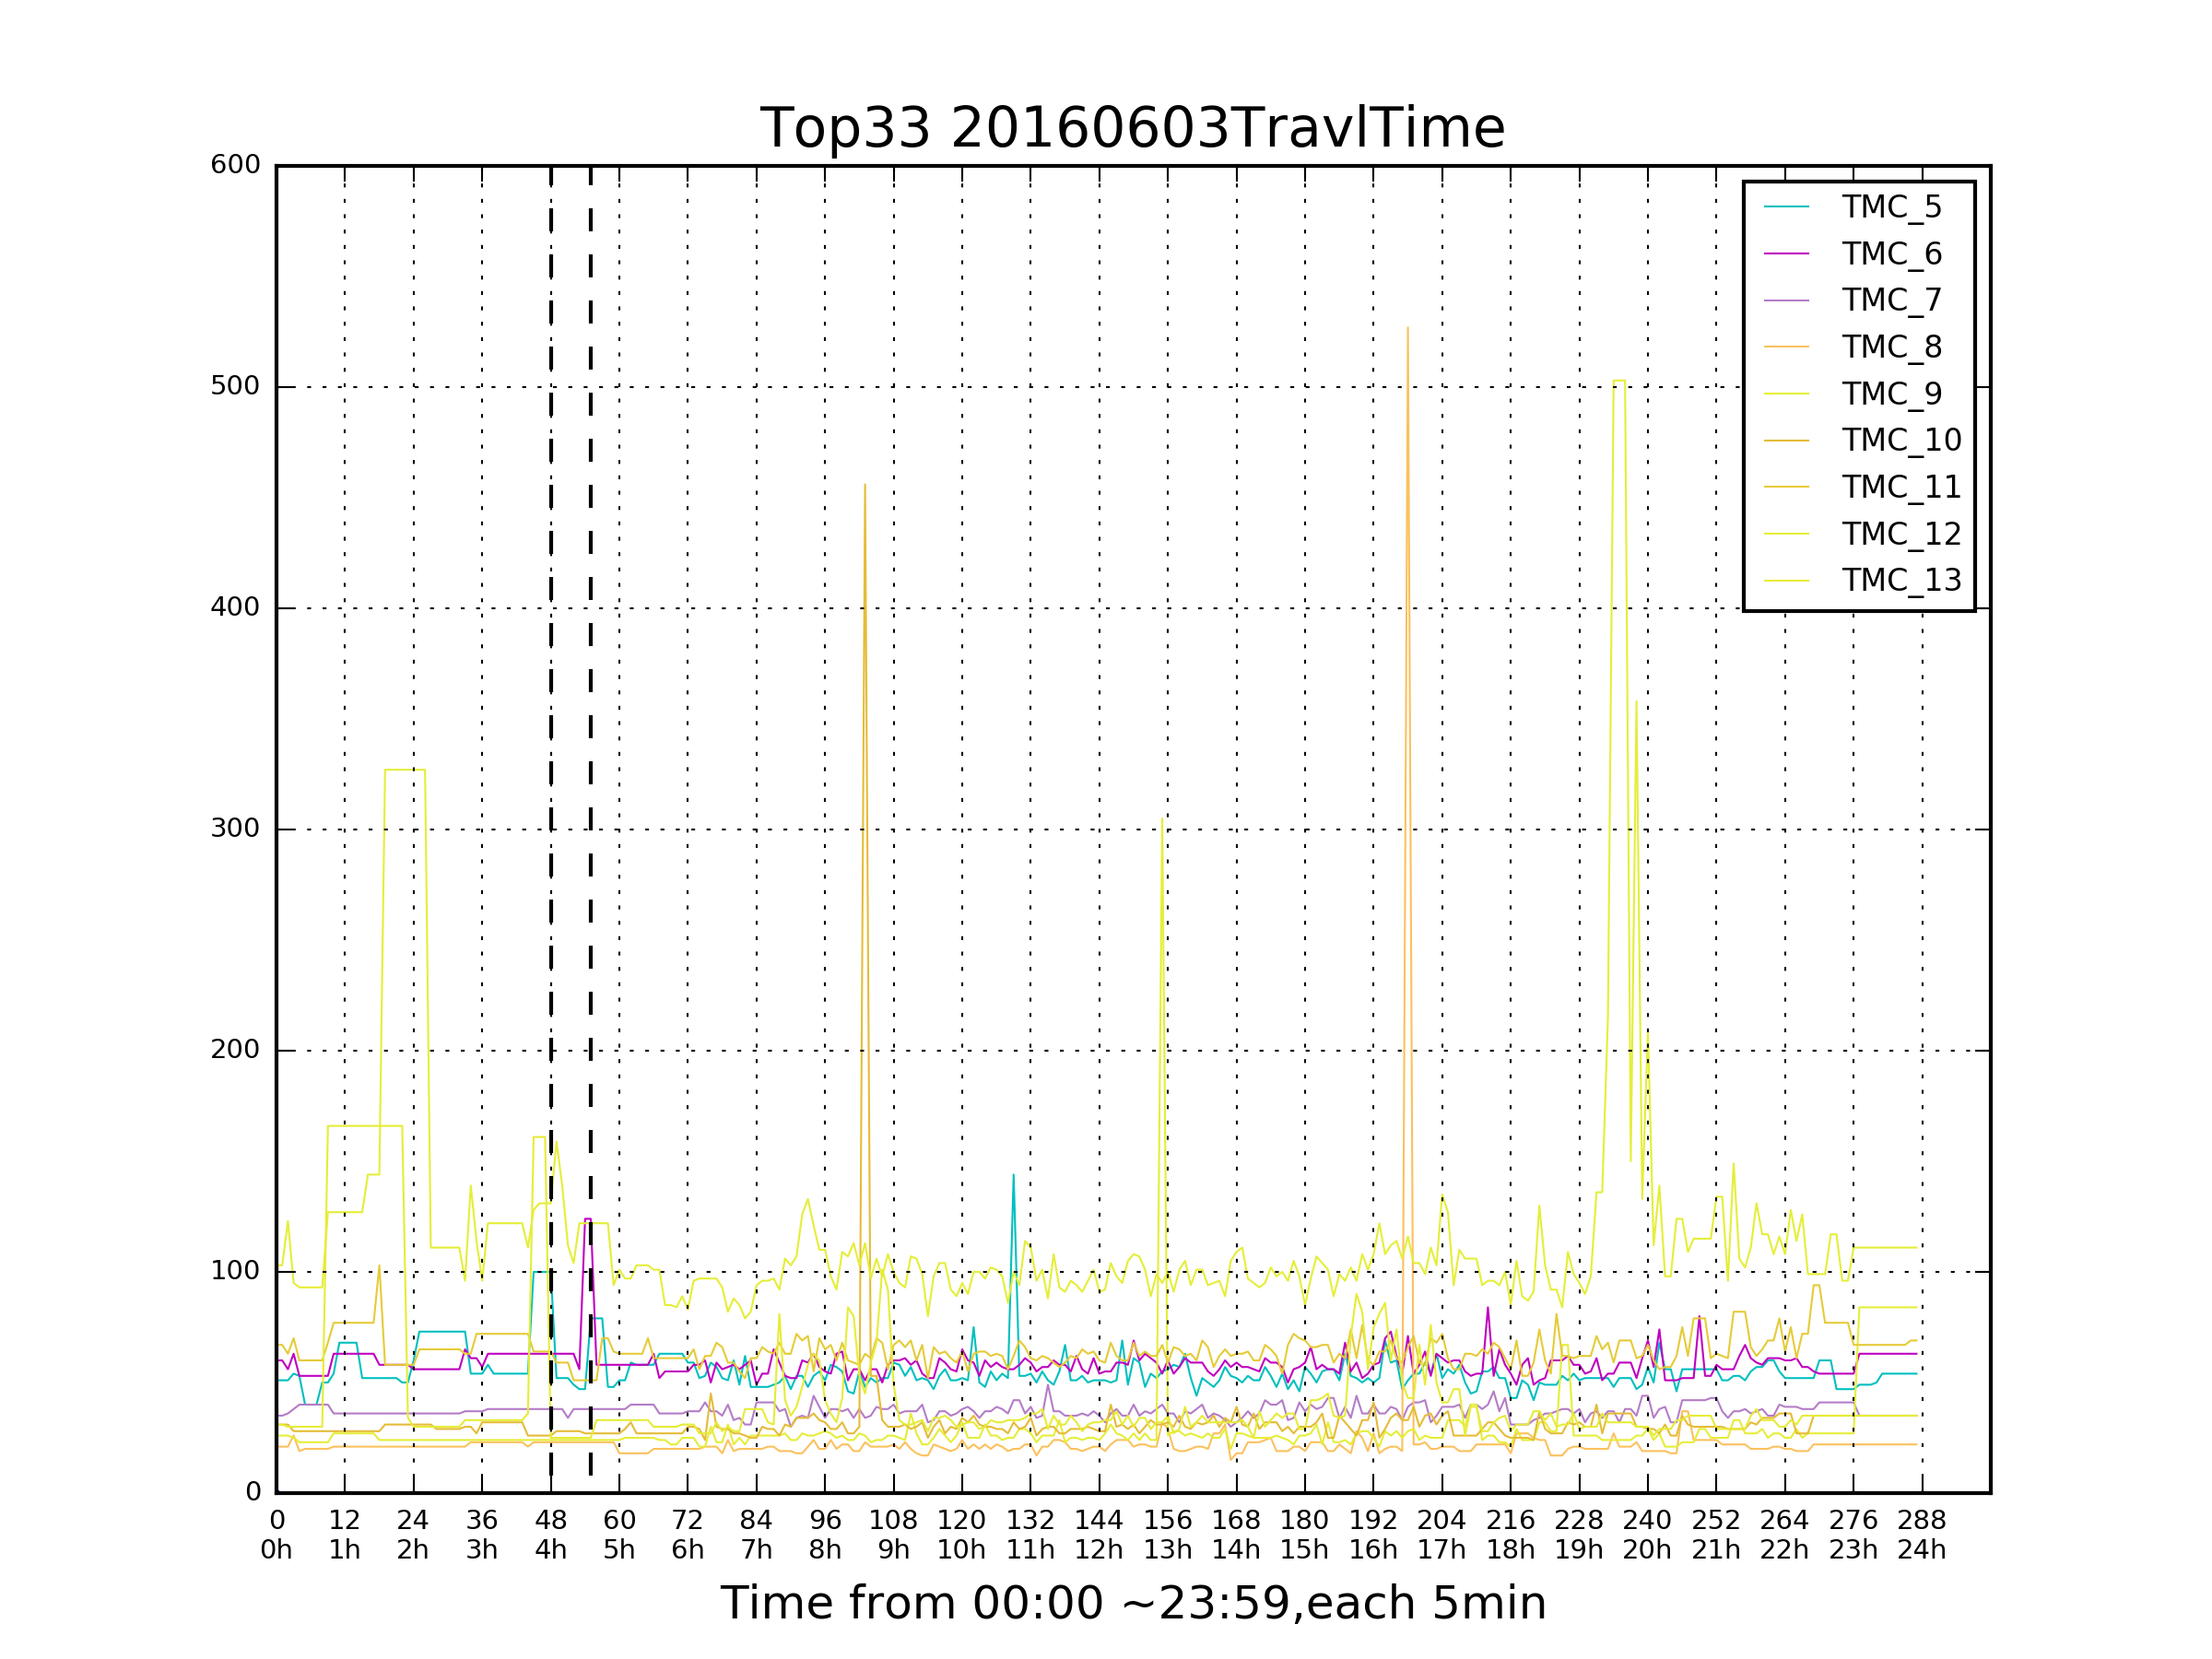 Top33 20160603TravlTime
600
500
400
300
200
100
0
TMC_5
TMC_6
TMC_7
TMC_8
TMC_9
TMC_10
TMC_11
TMC_12
TMC_13
0 12 24 36 48 60 72 84 96 108 120 132 144 156 168 180 192 204 216 228 240 252 264 276 288
0h 1h 2h 3h 4h 5h 6h 7h 8h 9h 10h 11h 12h 13h 14h 15h 16h 17h 18h 19h 20h 21h 22h 23h 24h
Time from 00:00 ~23:59,each 5min